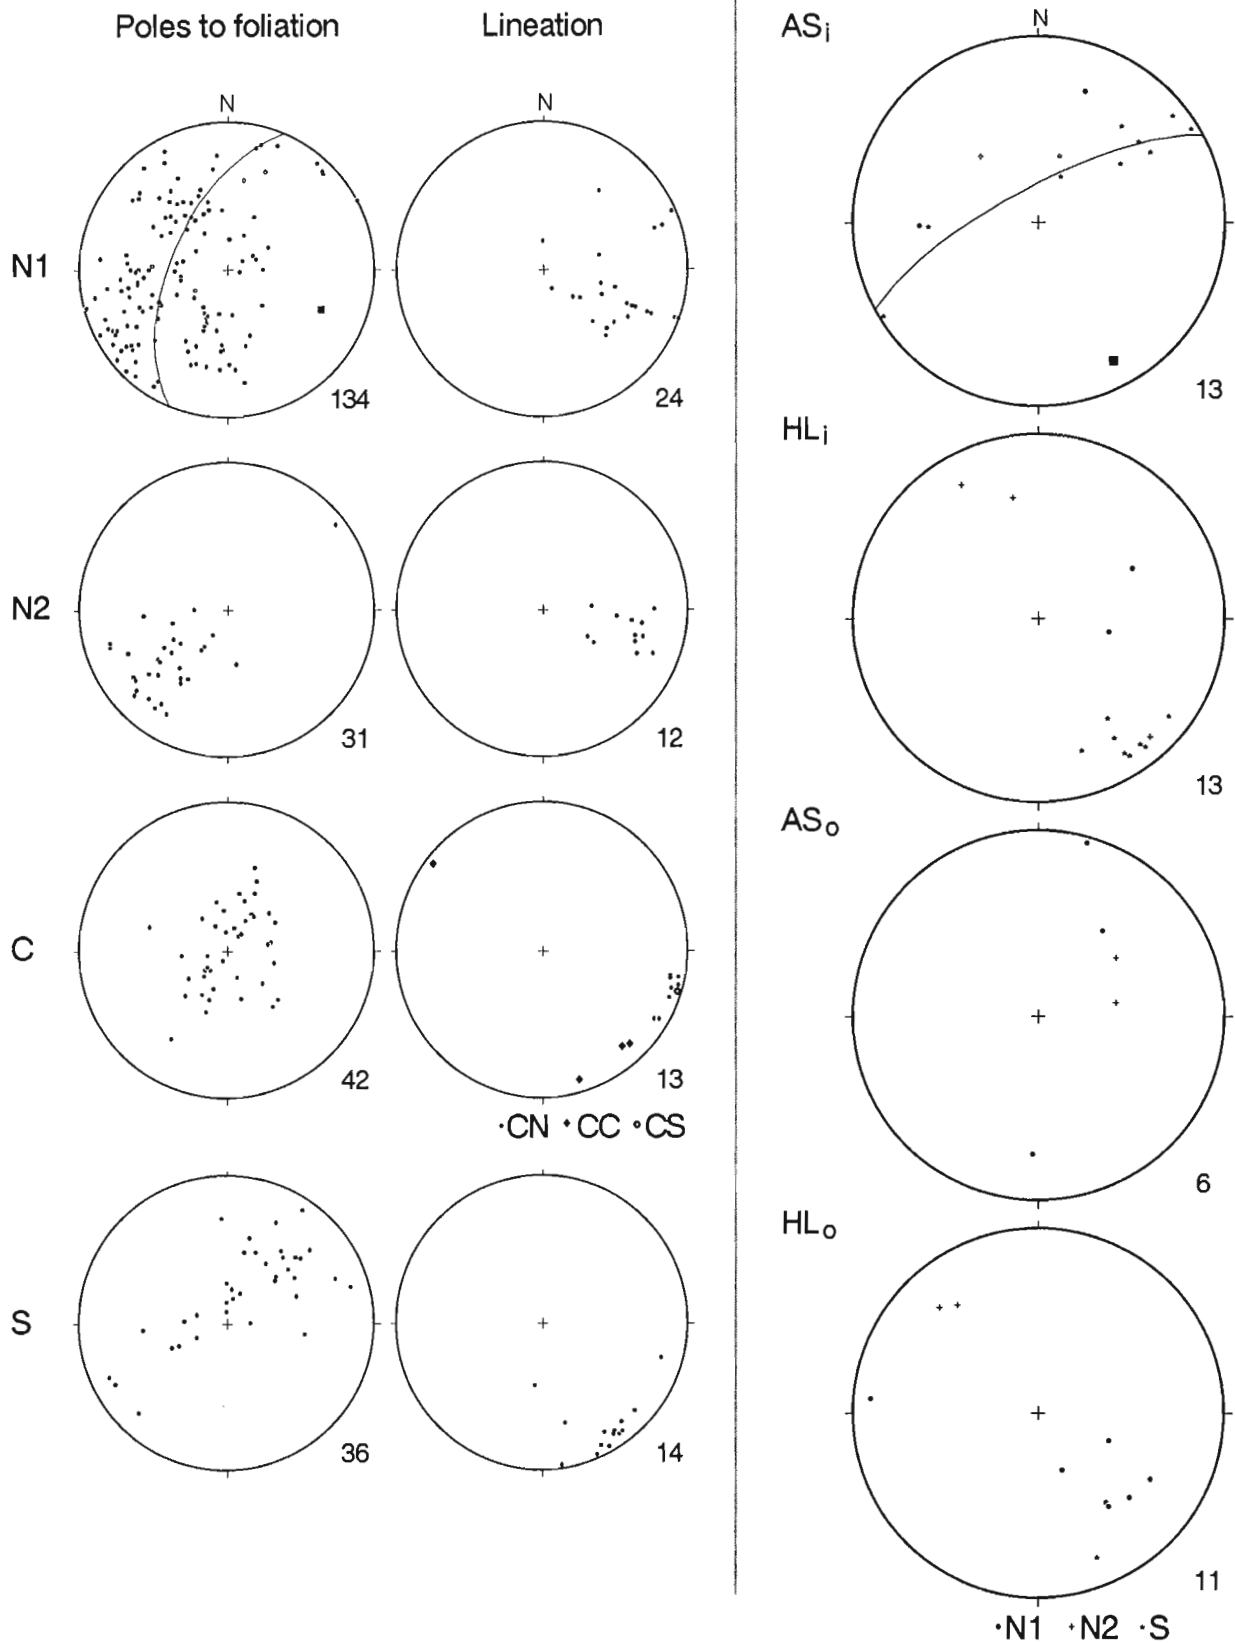 Poles to foliation
Lineation
N
N
N1
134
24
N2
31
12
C
42
13
·CN ♦CC ∘CS
S
36
14
ASi
N
13
HLi
13
ASo
6
HLo
11
•N1 +N2 ⋆S